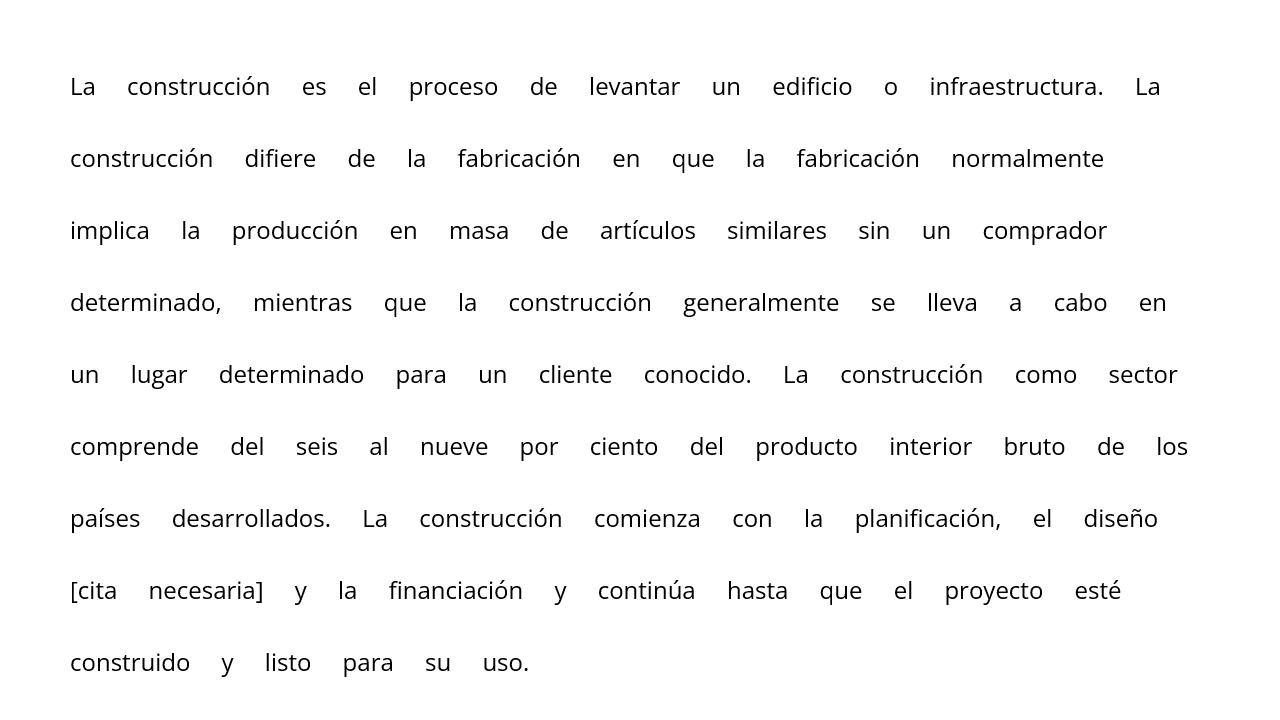 La construcción es el proceso de levantar un edificio o infraestructura. La
construcción difiere de la fabricación en que la fabricación normalmente
implica la producción en masa de artículos similares sin un comprador
determinado, mientras que la construcción generalmente se lleva a cabo en
un lugar determinado para un cliente conocido. La construcción como sector
comprende del seis al nueve por ciento del producto interior bruto de los
países desarrollados. La construcción comienza con la planificación, el diseño
[cita necesaria] y la financiación y continúa hasta que el proyecto esté
construido y listo para su uso.